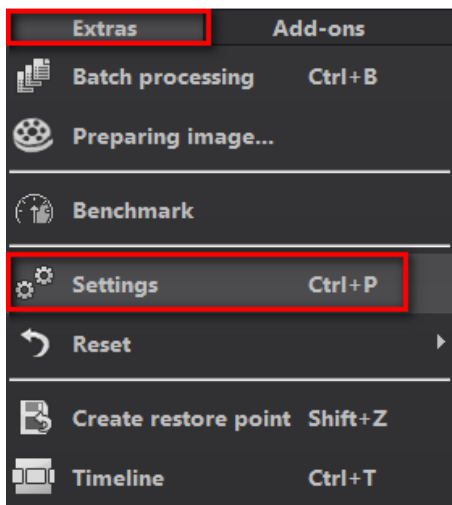 Extras Add-ons
Batch processing Ctrl+B
Preparing image...
Benchmark
Settings Ctrl+P
Reset
Create restore point Shift+Z
Timeline Ctrl+T